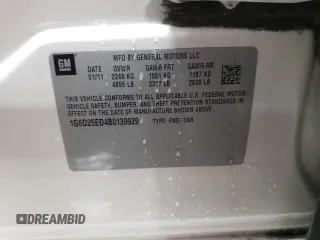 GM
MFD BY GENERAL MOTORS LLC
DATE GVWR GAWR FRT GAWR RR
01/11 2248 KG 1051 KG 1197 KG
4955 LB 2317 LB 2638 LB
THIS VEHICLE CONFORMS TO ALL APPLICABLE U.S. FEDERAL MOTOR
VEHICLE SAFETY, BUMPER, AND THEFT PREVENTION STANDARDS
IN EFFECT ON THE DATE OF MANUFACTURE SHOWN ABOVE.
1G6DZ5ED4B0139929 TYPE: PASS CAR
DREAMBID